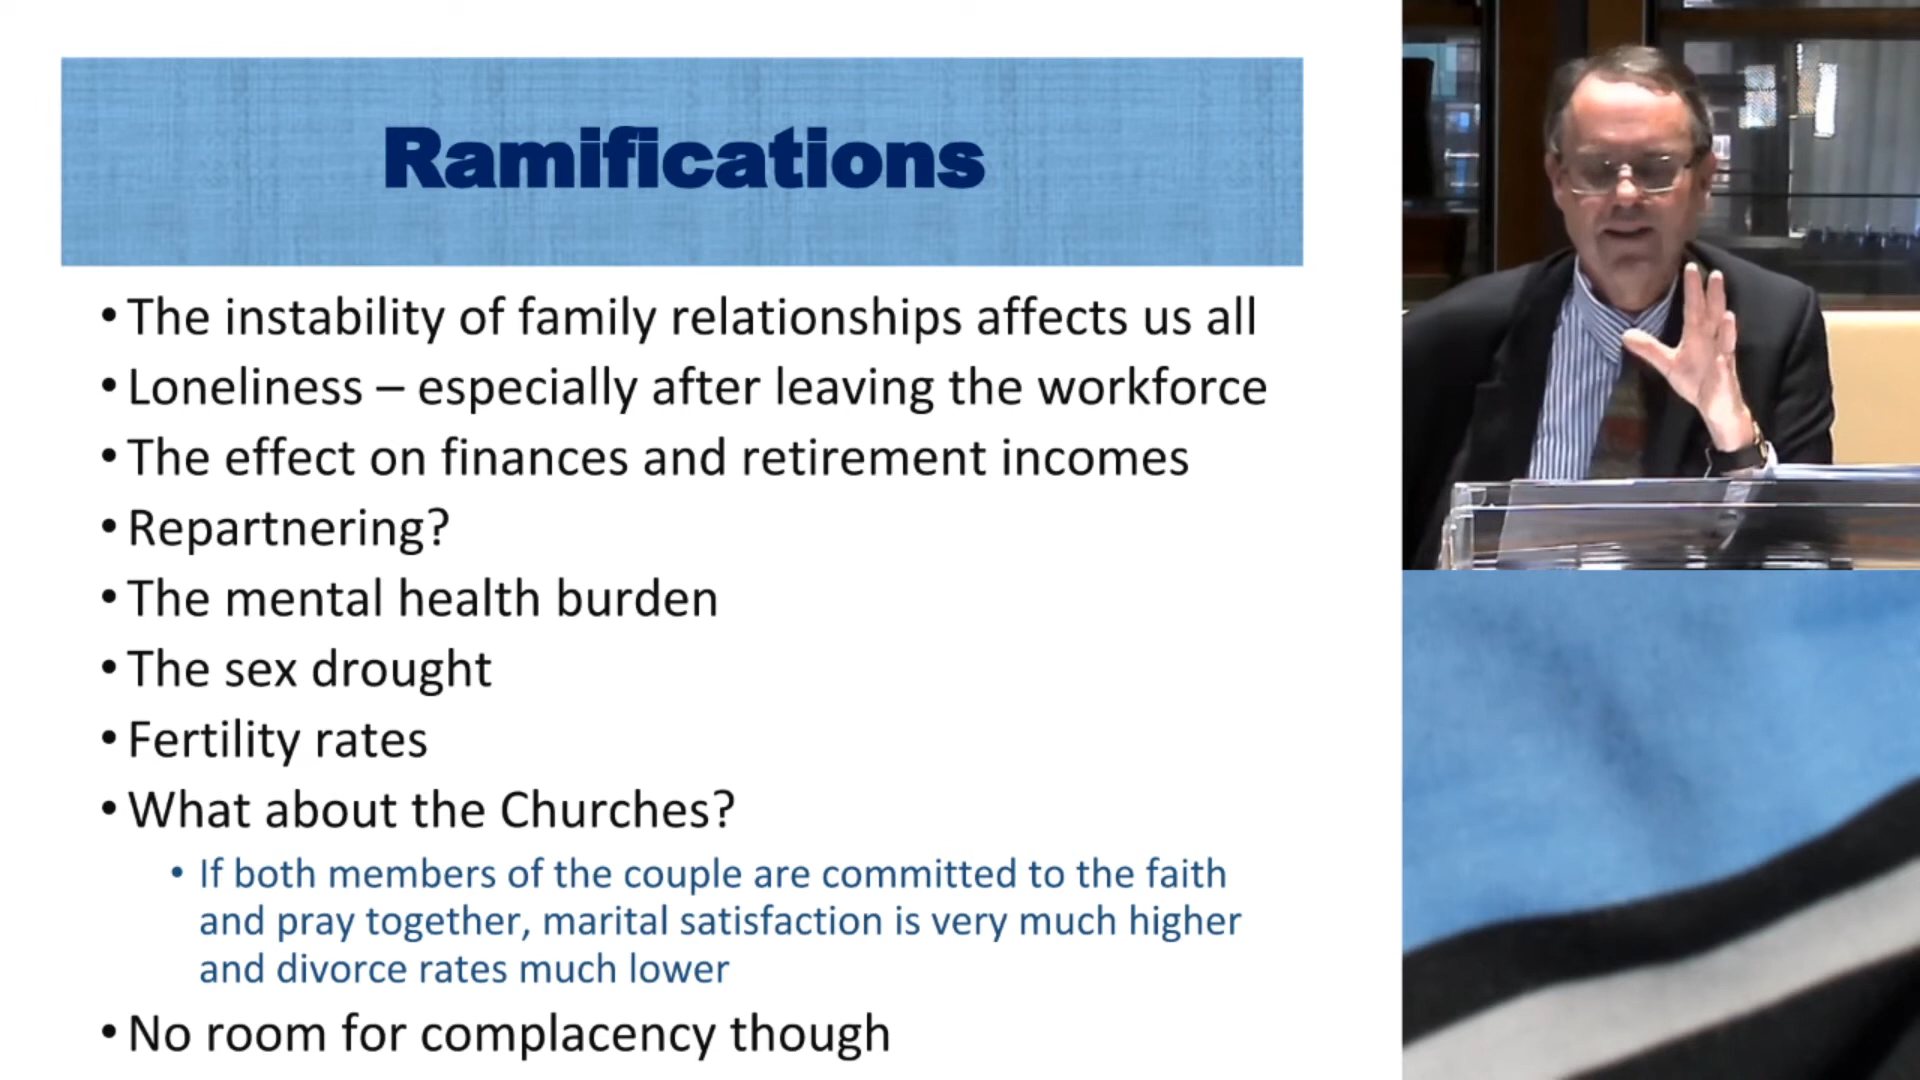 Ramifications
• The instability of family relationships affects us all
• Loneliness – especially after leaving the workforce
• The effect on finances and retirement incomes
• Repartnering?
• The mental health burden
• The sex drought
• Fertility rates
• What about the Churches?
• If both members of the couple are committed to the faith
and pray together, marital satisfaction is very much higher
and divorce rates much lower
• No room for complacency though